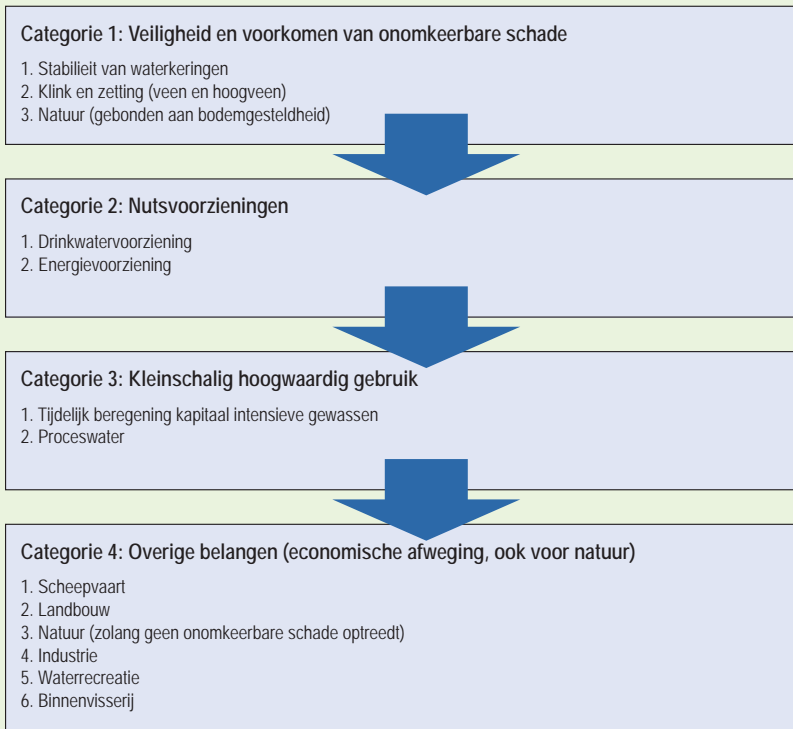 Categorie 1: Veiligheid en voorkomen van onomkeerbare schade
1. Stabilieit van waterkeringen
2. Klink en zetting (veen en hoogveen)
3. Natuur (gebonden aan bodemgesteldheid)
Categorie 2: Nutsvoorzieningen
1. Drinkwatervoorziening
2. Energievoorziening
Categorie 3: Kleinschalig hoogwaardig gebruik
1. Tijdelijk beregening kapitaal intensieve gewassen
2. Proceswater
Categorie 4: Overige belangen (economische afweging, ook voor natuur)
1. Scheepvaart
2. Landbouw
3. Natuur (zolang geen onomkeerbare schade optreedt)
4. Industrie
5. Waterrecreatie
6. Binnenvisserij